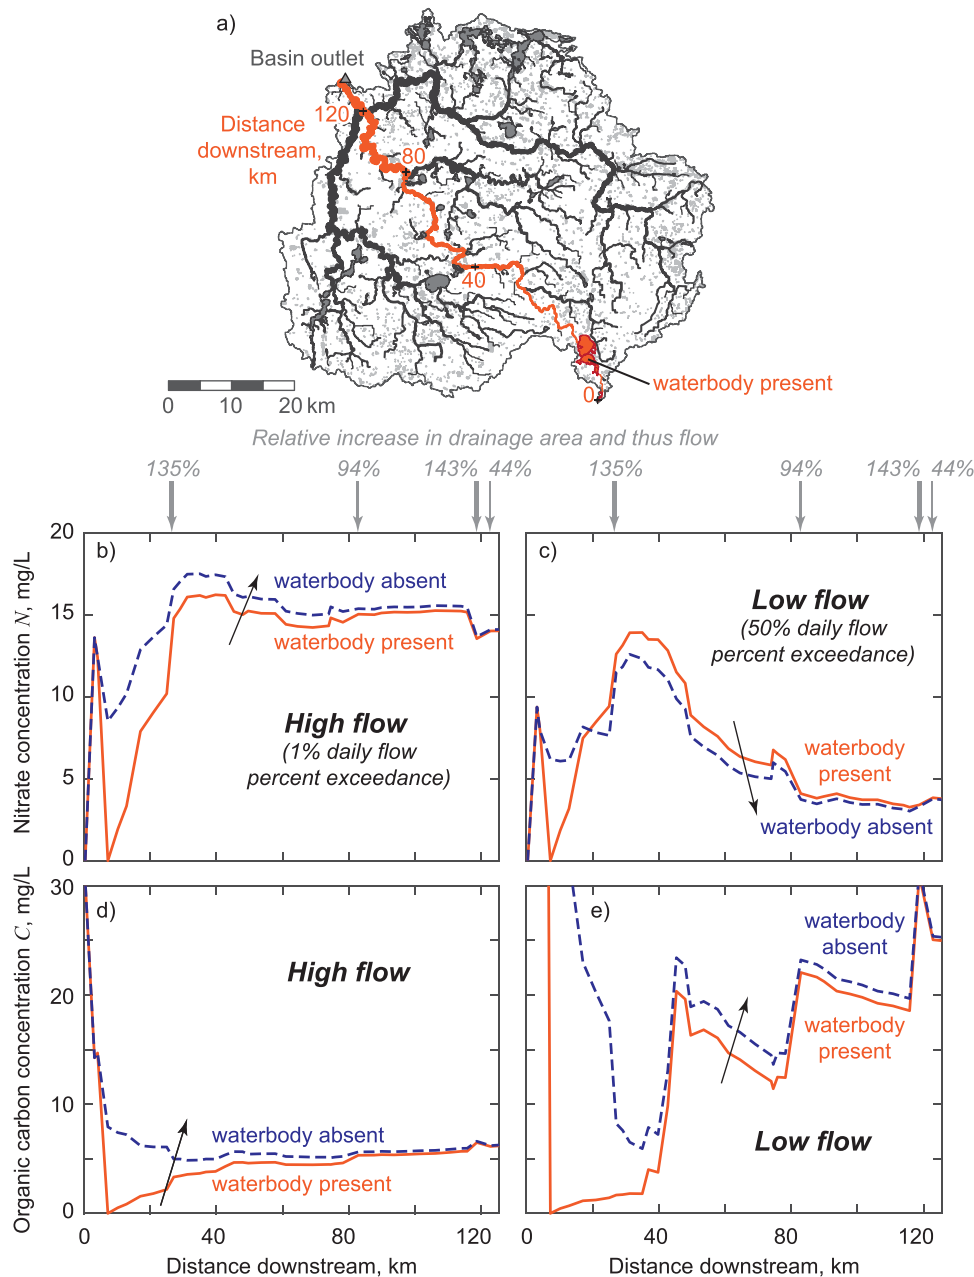 a)
Basin outlet
120
Distance
downstream,
km
80
40
waterbody present
0
0 10 20 km
Relative increase in drainage area and thus flow
135% 94% 143% 44% 135% 94% 143% 44%
Nitrate concentration N, mg/L
20
15
10
5
0
b)
waterbody absent
waterbody present
High flow
(1% daily flow
percent exceedance)
c)
Low flow
(50% daily flow
percent exceedance)
waterbody
present
waterbody absent
Organic carbon concentration C, mg/L
30
20
10
0
d)
High flow
waterbody absent
waterbody present
e)
waterbody
absent
waterbody
present
Low flow
0 40 80 120 0 40 80 120
Distance downstream, km Distance downstream, km